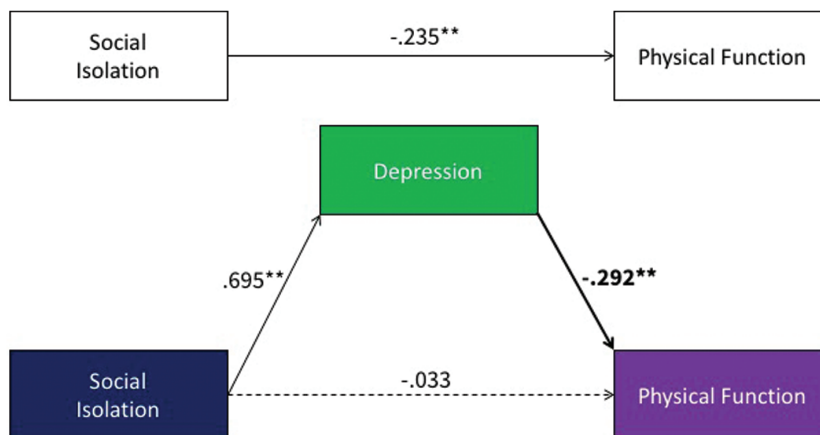 Social
Isolation
-.235**
Physical Function
Depression
.695**
-.292**
Social
Isolation
-.033
Physical Function